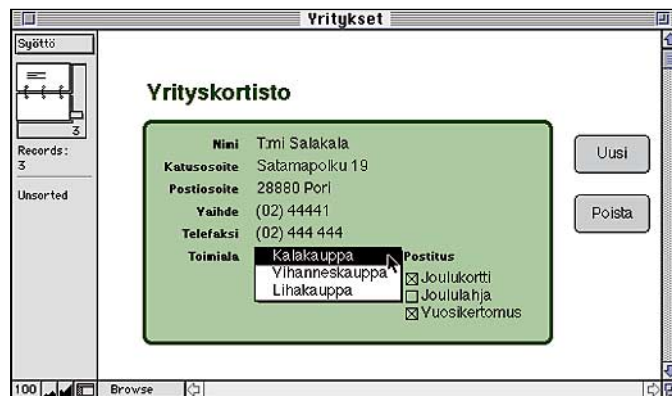 Yritykset
Syöttö
3
Records:
3
Unsorted
Yrityskortisto
Nimi T:mi Salakala
Katusosoite Satamapolku 19
Postiosoite 28880 Pori
Vaihde (02) 44441
Telefaksi (02) 444 444
Toimiala Kalakauppa
Vihanneskauppa
Lihakauppa
Postitus
Joulukortti
Joululahja
Vuosikertomus
Uusi
Poista
100 Browse